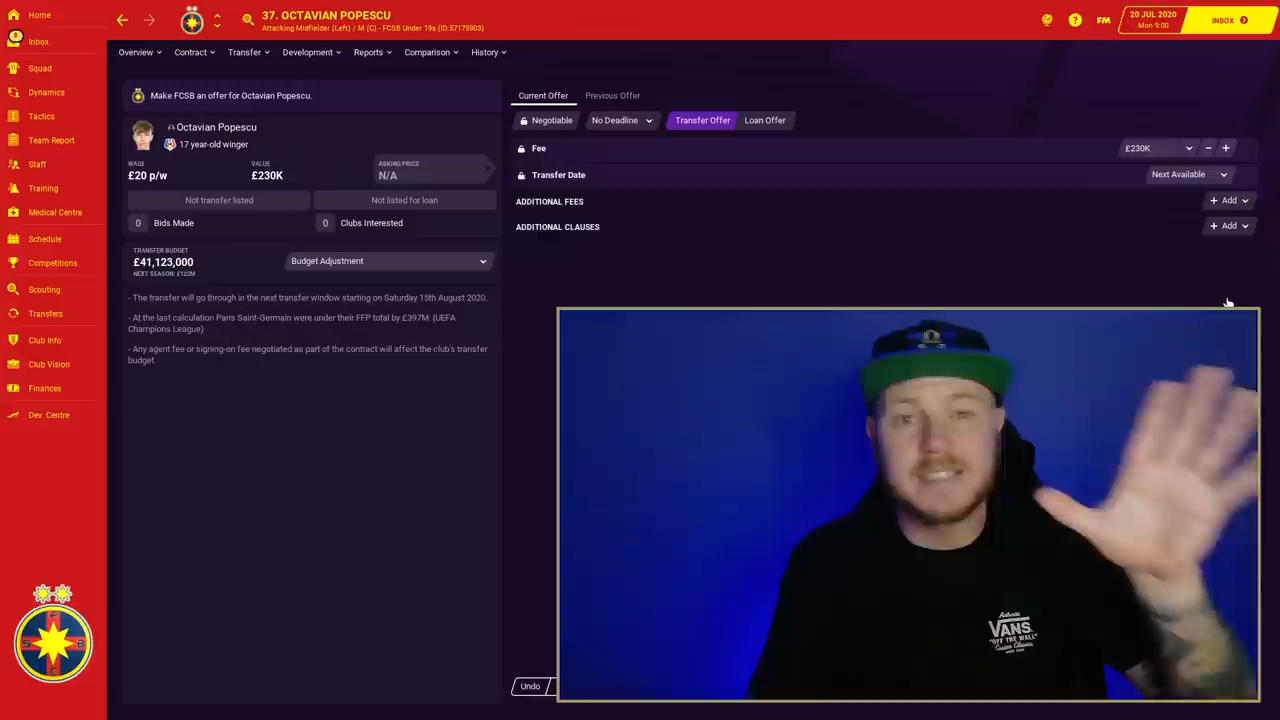 Home
Inbox
Squad
Dynamics
Tactics
Team Report
Staff
Training
Medical Centre
Schedule
Competitions
Scouting
Transfers
Club Info
Club Vision
Finances
Dev. Centre
37. OCTAVIAN POPESCU
Attacking Midfielder (Left) / M (C) - FCSB Under 19s (ID:57175903)
FM
20 JUL 2020
Mon 9:00
INBOX
Overview
Contract
Transfer
Development
Reports
Comparison
History
Make FCSB an offer for Octavian Popescu.
Octavian Popescu
17 year-old winger
WAGE
£20 p/w
VALUE
£230K
ASKING PRICE
N/A
Not transfer listed
Not listed for loan
0 Bids Made
0 Clubs Interested
TRANSFER BUDGET
£41,123,000
NEXT SEASON: £122M
Budget Adjustment
- The transfer will go through in the next transfer window starting on Saturday 15th August 2020.
- At the last calculation Paris Saint-Germain were under their FFP total by £397M: (UEFA
Champions League)
- Any agent fee or signing-on fee negotiated as part of the contract will affect the club's transfer
budget.
Current Offer
Previous Offer
Negotiable
No Deadline
Transfer Offer
Loan Offer
Fee
£230K
Transfer Date
Next Available
ADDITIONAL FEES
+ Add
ADDITIONAL CLAUSES
+ Add
Undo
VANS
"OFF THE WALL"